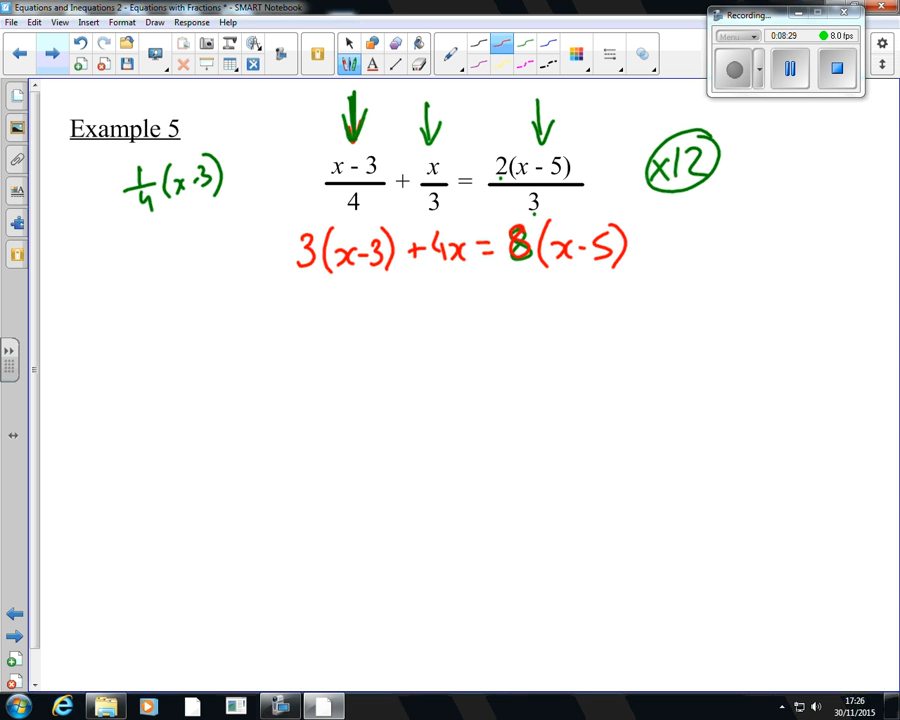 Equations and Inequations 2 - Equations with Fractions * - SMART Notebook
File Edit View Insert Format Draw Response Help
Recording...
Menu
0:08:29
8.0 fps
Example 5
1/4 (x-3)
(x - 3)/4 + x/3 = 2(x - 5)/3
x12
3(x-3) + 4x = 8(x-5)
17:26
30/11/2015